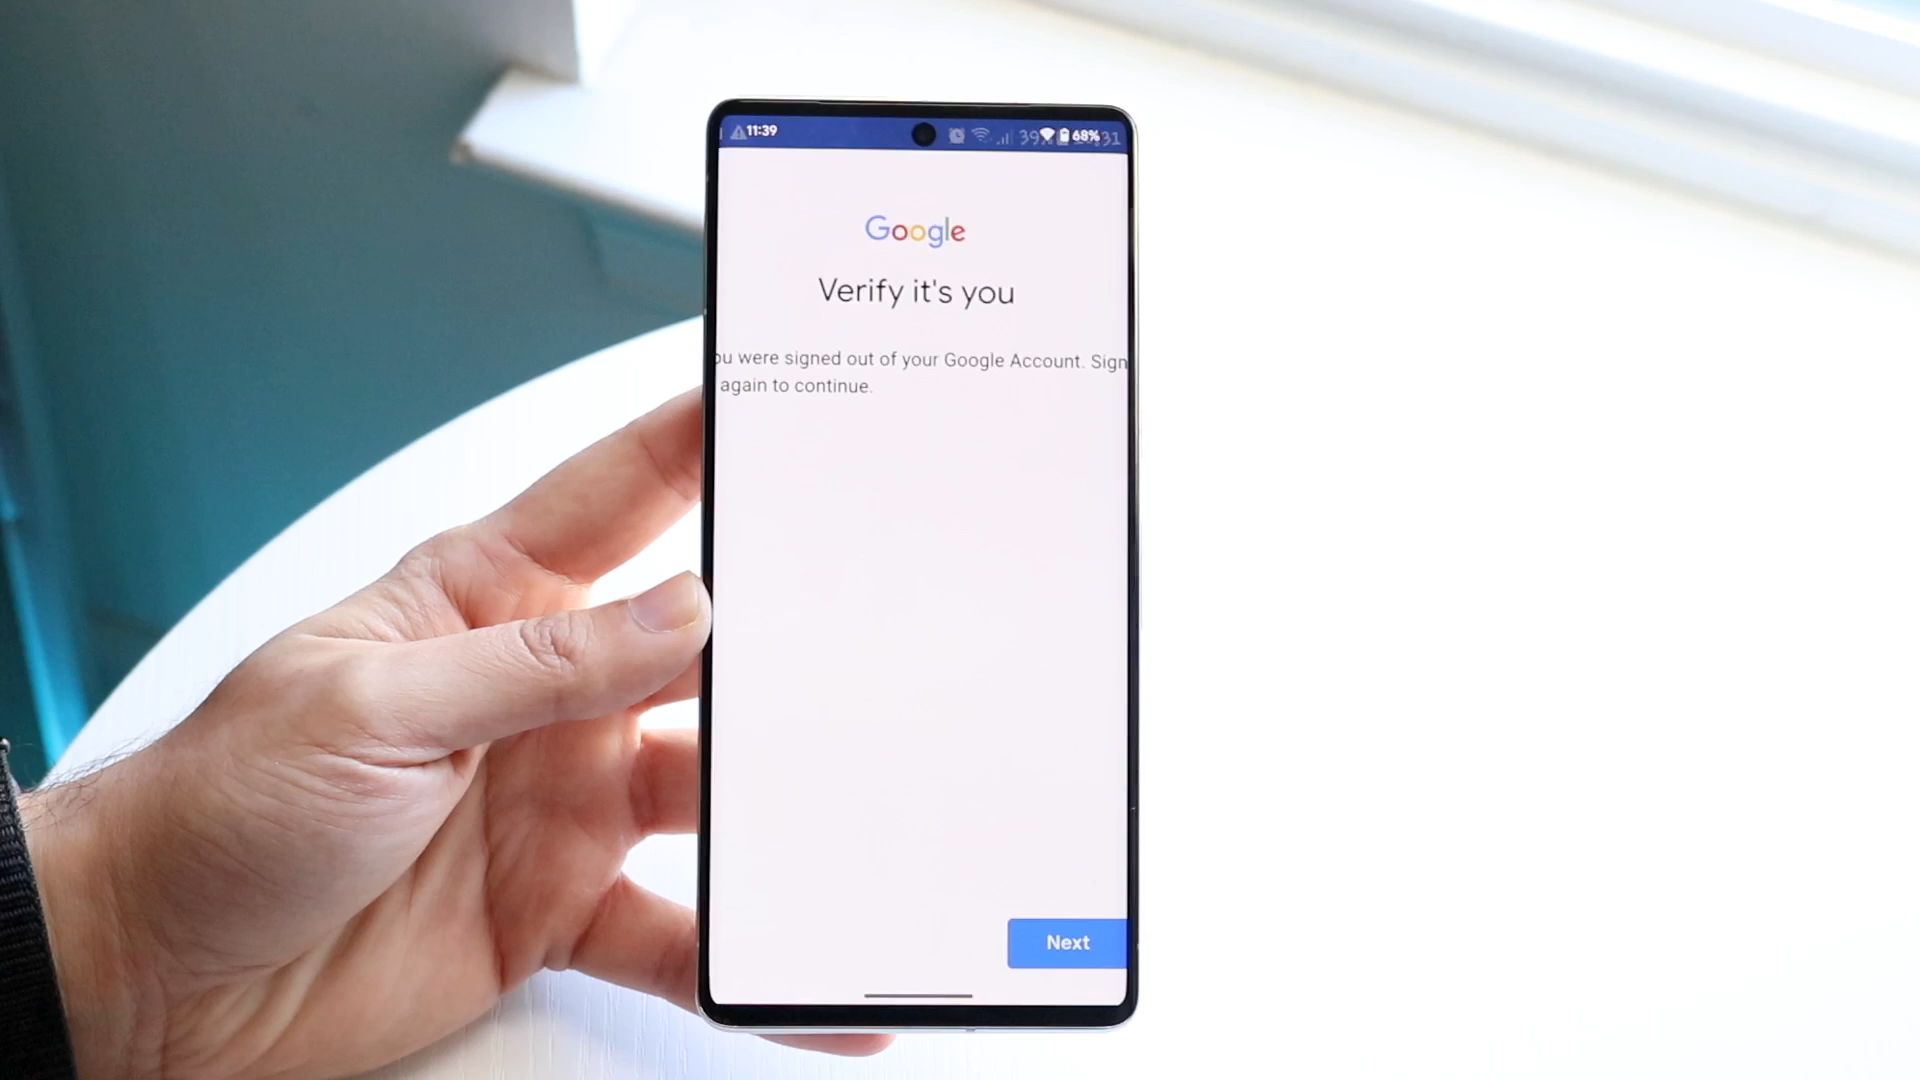 11:39 39% 68% 31
Google
Verify it's you
ou were signed out of your Google Account. Sign
again to continue.
Next